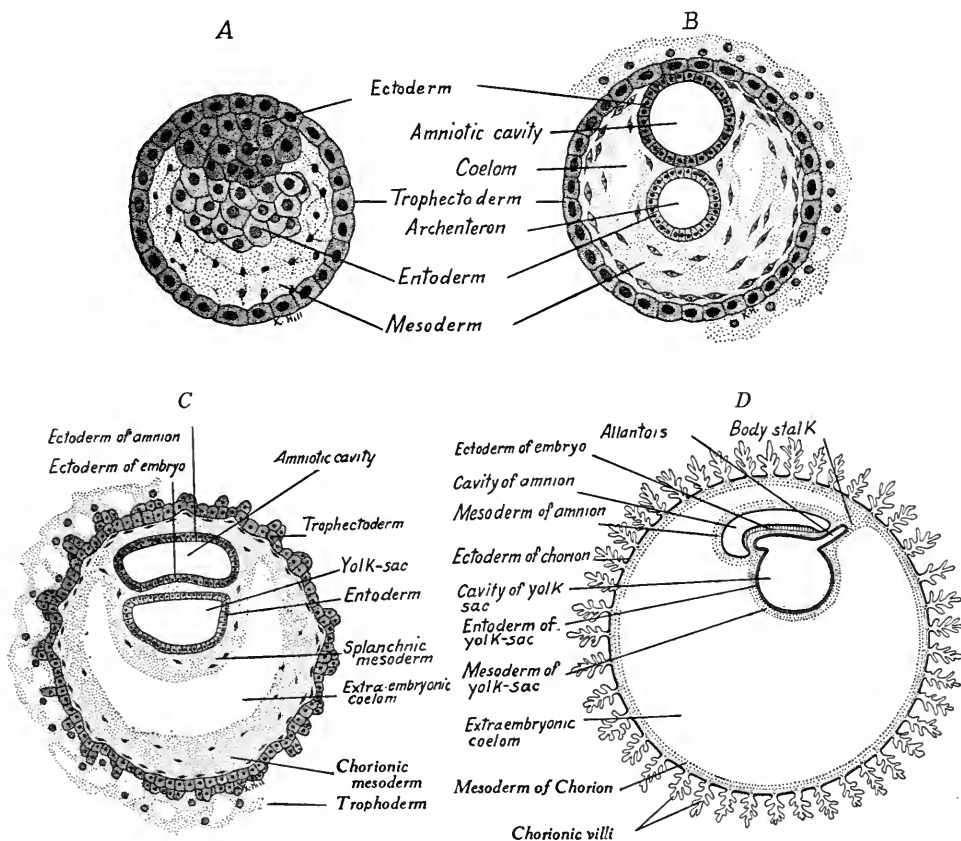 A
B
Ectoderm
Amniotic cavity
Coelom
Trophectoderm
Archenteron
Entoderm
Mesoderm
K. Hill
K.H.
C
Ectoderm of amnion
Ectoderm of embryo
Amniotic cavity
Trophectoderm
Yolk-sac
Entoderm
Splanchnic
mesoderm
Extra-embryonic
coelom
Chorionic
mesoderm
Trophoderm
D
Allantois
Body stalk
Ectoderm of embryo
Cavity of amnion
Mesoderm of amnion
Ectoderm of chorion
Cavity of yolk
sac
Entoderm of
yolk-sac
Mesoderm of
yolk-sac
Extraembryonic
coelom
Mesoderm of Chorion
Chorionic villi